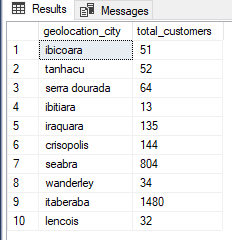 Results Messages
geolocation_city total_customers
1 ibicoara 51
2 tanhacu 52
3 serra dourada 64
4 ibitiara 13
5 iraquara 135
6 crisopolis 144
7 seabra 804
8 wanderley 34
9 itaberaba 1480
10 lencois 32